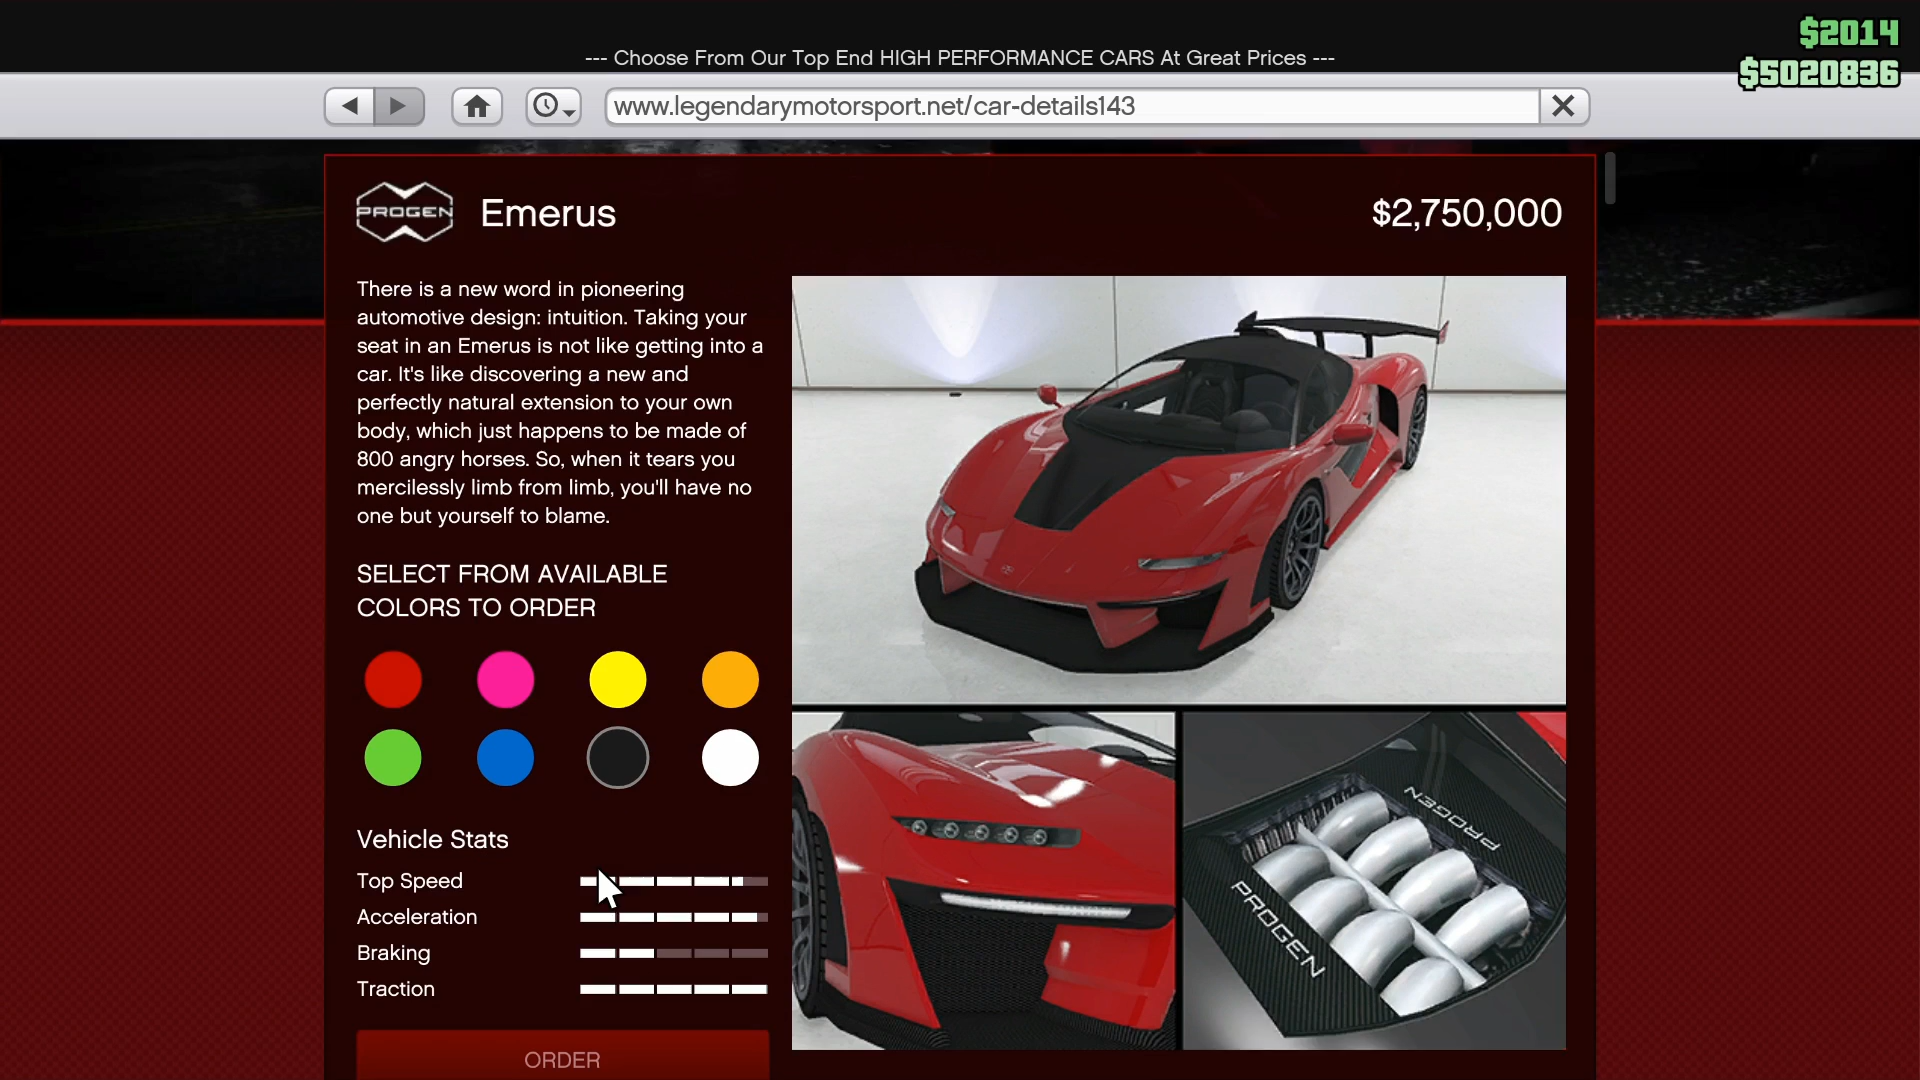 $2014
--- Choose From Our Top End HIGH PERFORMANCE CARS At Great Prices ---
$5020836
www.legendarymotorsport.net/car-details143
PROGEN
Emerus
$2,750,000
There is a new word in pioneering
automotive design: intuition. Taking your
seat in an Emerus is not like getting into a
car. It's like discovering a new and
perfectly natural extension to your own
body, which just happens to be made of
800 angry horses. So, when it tears you
mercilessly limb from limb, you'll have no
one but yourself to blame.
SELECT FROM AVAILABLE
COLORS TO ORDER
Vehicle Stats
Top Speed
Acceleration
Braking
Traction
ORDER
PROGEN
PROGEN